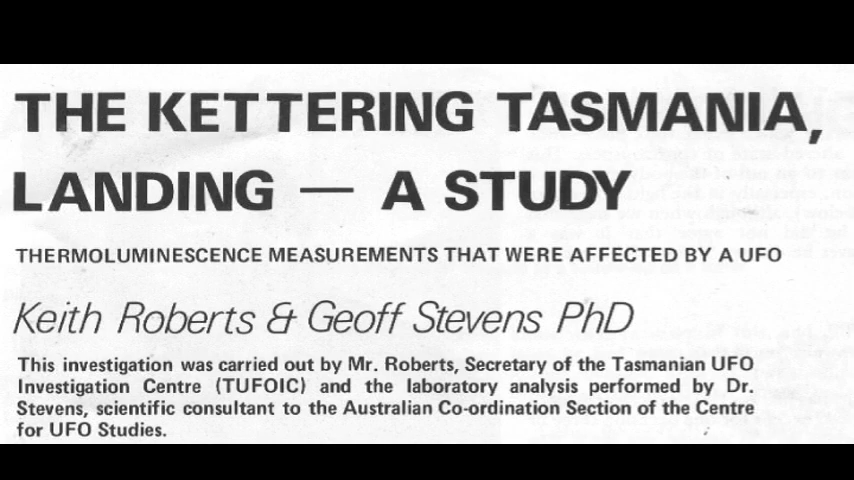 THE KETTERING TASMANIA,
LANDING — A STUDY
THERMOLUMINESCENCE MEASUREMENTS THAT WERE AFFECTED BY A UFO
Keith Roberts & Geoff Stevens PhD
This investigation was carried out by Mr. Roberts, Secretary of the Tasmanian UFO
Investigation Centre (TUFOIC) and the laboratory analysis performed by Dr.
Stevens, scientific consultant to the Australian Co-ordination Section of the Centre
for UFO Studies.